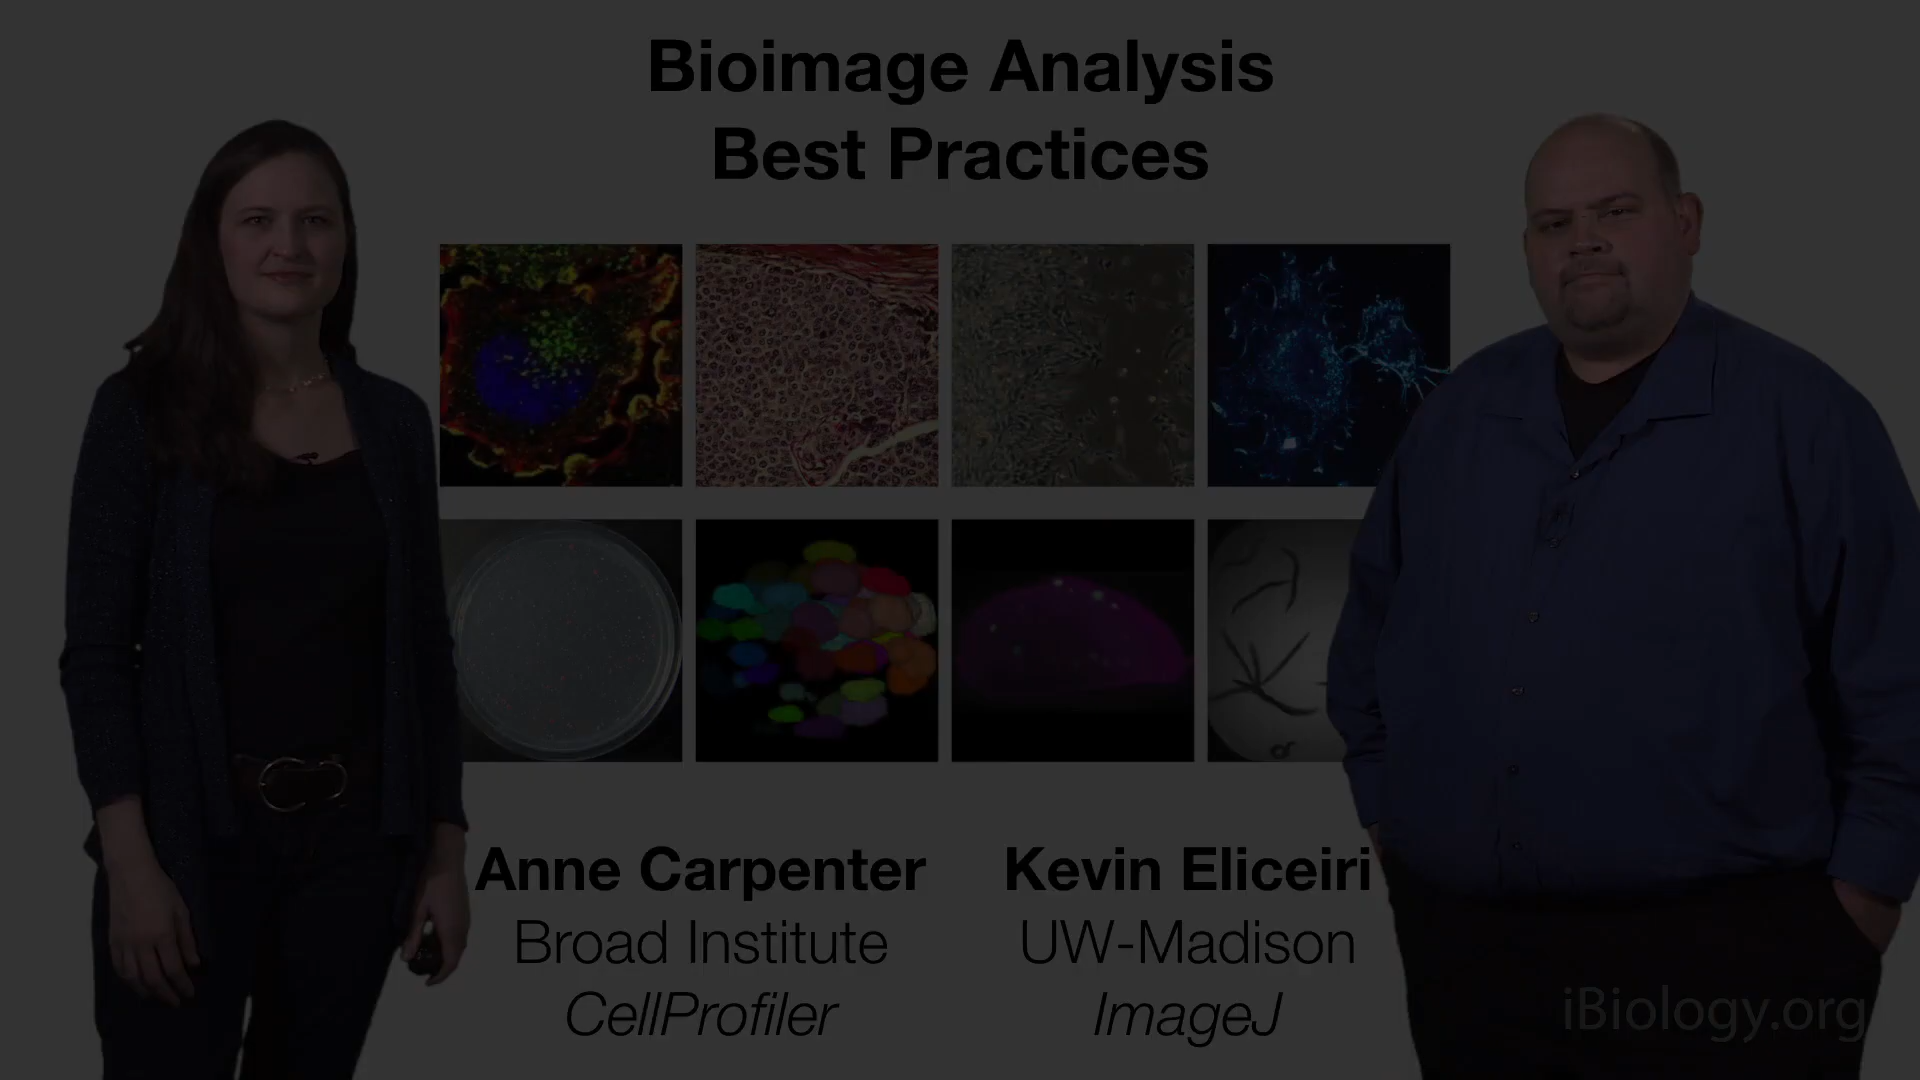 Bioimage Analysis
Best Practices
Anne Carpenter
Broad Institute
CellProfiler
Kevin Eliceiri
UW-Madison
ImageJ
iBiology.org